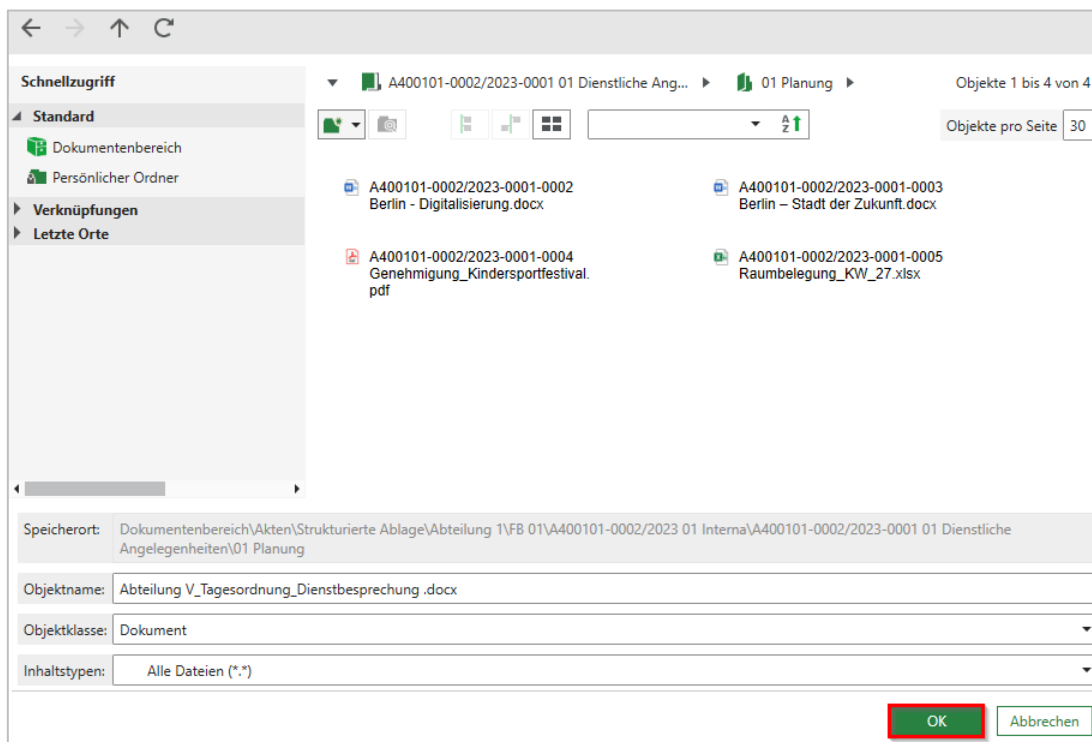 Schnellzugriff
A400101-0002/2023-0001 01 Dienstliche Ang... 01 Planung Objekte 1 bis 4 von 4
Standard
Objekte pro Seite 30
Dokumentenbereich
Persönlicher Ordner
Verknüpfungen
Letzte Orte
A400101-0002/2023-0001-0002
Berlin - Digitalisierung.docx
A400101-0002/2023-0001-0003
Berlin – Stadt der Zukunft.docx
A400101-0002/2023-0001-0004
Genehmigung_Kindersportfestival.
pdf
A400101-0002/2023-0001-0005
Raumbelegung_KW_27.xlsx
Speicherort: Dokumentenbereich\Akten\Strukturierte Ablage\Abteilung 1\FB 01\A400101-0002/2023 01 Interna\A400101-0002/2023-0001 01 Dienstliche
Angelegenheiten\01 Planung
Objektname: Abteilung V_Tagesordnung_Dienstbesprechung .docx
Objektklasse: Dokument
Inhaltstypen: Alle Dateien (*.*)
OK Abbrechen